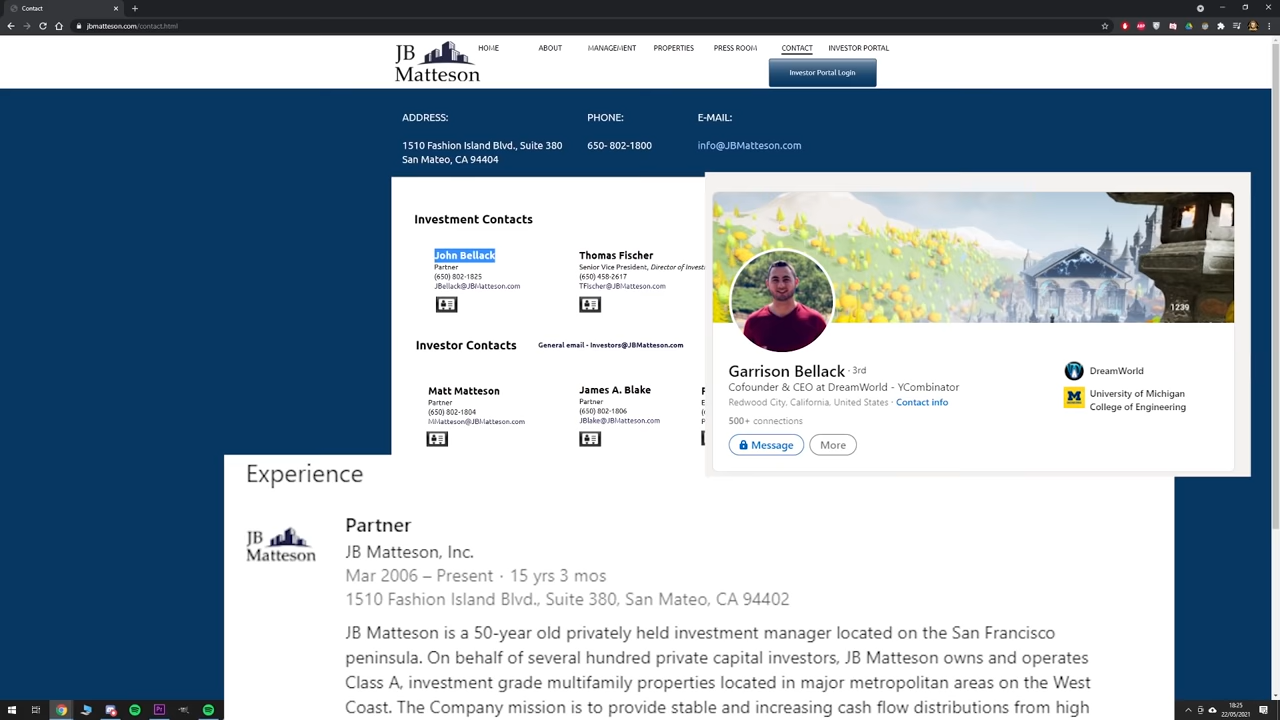 Contact
jbmatteson.com/contact.html
JB
Matteson
HOME
ABOUT
MANAGEMENT
PROPERTIES
PRESS ROOM
CONTACT
INVESTOR PORTAL
Investor Portal Login
ADDRESS:
PHONE:
E-MAIL:
1510 Fashion Island Blvd., Suite 380
San Mateo, CA 94404
650- 802-1800
info@JBMatteson.com
Investment Contacts
John Bellack
Partner
(650) 802-1825
JBellack@JBMatteson.com
Thomas Fischer
Senior Vice President, Director of
(650) 458-2617
TFischer@JBMatteson.com
Investor Contacts
General email - Investors@JBMatteson.com
Matt Matteson
Partner
(650) 802-1804
MMatteson@JBMatteson.com
James A. Blake
Partner
(650) 802-1806
JBlake@JBMatteson.com
1239
Garrison Bellack · 3rd
Cofounder & CEO at DreamWorld - YCombinator
Redwood City, California, United States · Contact info
500+ connections
Message
More
DreamWorld
University of Michigan
College of Engineering
Experience
JB
Matteson
Partner
JB Matteson, Inc.
Mar 2006 – Present · 15 yrs 3 mos
1510 Fashion Island Blvd., Suite 380, San Mateo, CA 94402
JB Matteson is a 50-year old privately held investment manager located on the San Francisco
peninsula. On behalf of several hundred private capital investors, JB Matteson owns and operates
Class A, investment grade multifamily properties located in major metropolitan areas on the West
Coast. The Company mission is to provide stable and increasing cash flow distributions from high
18:25
22/05/2021